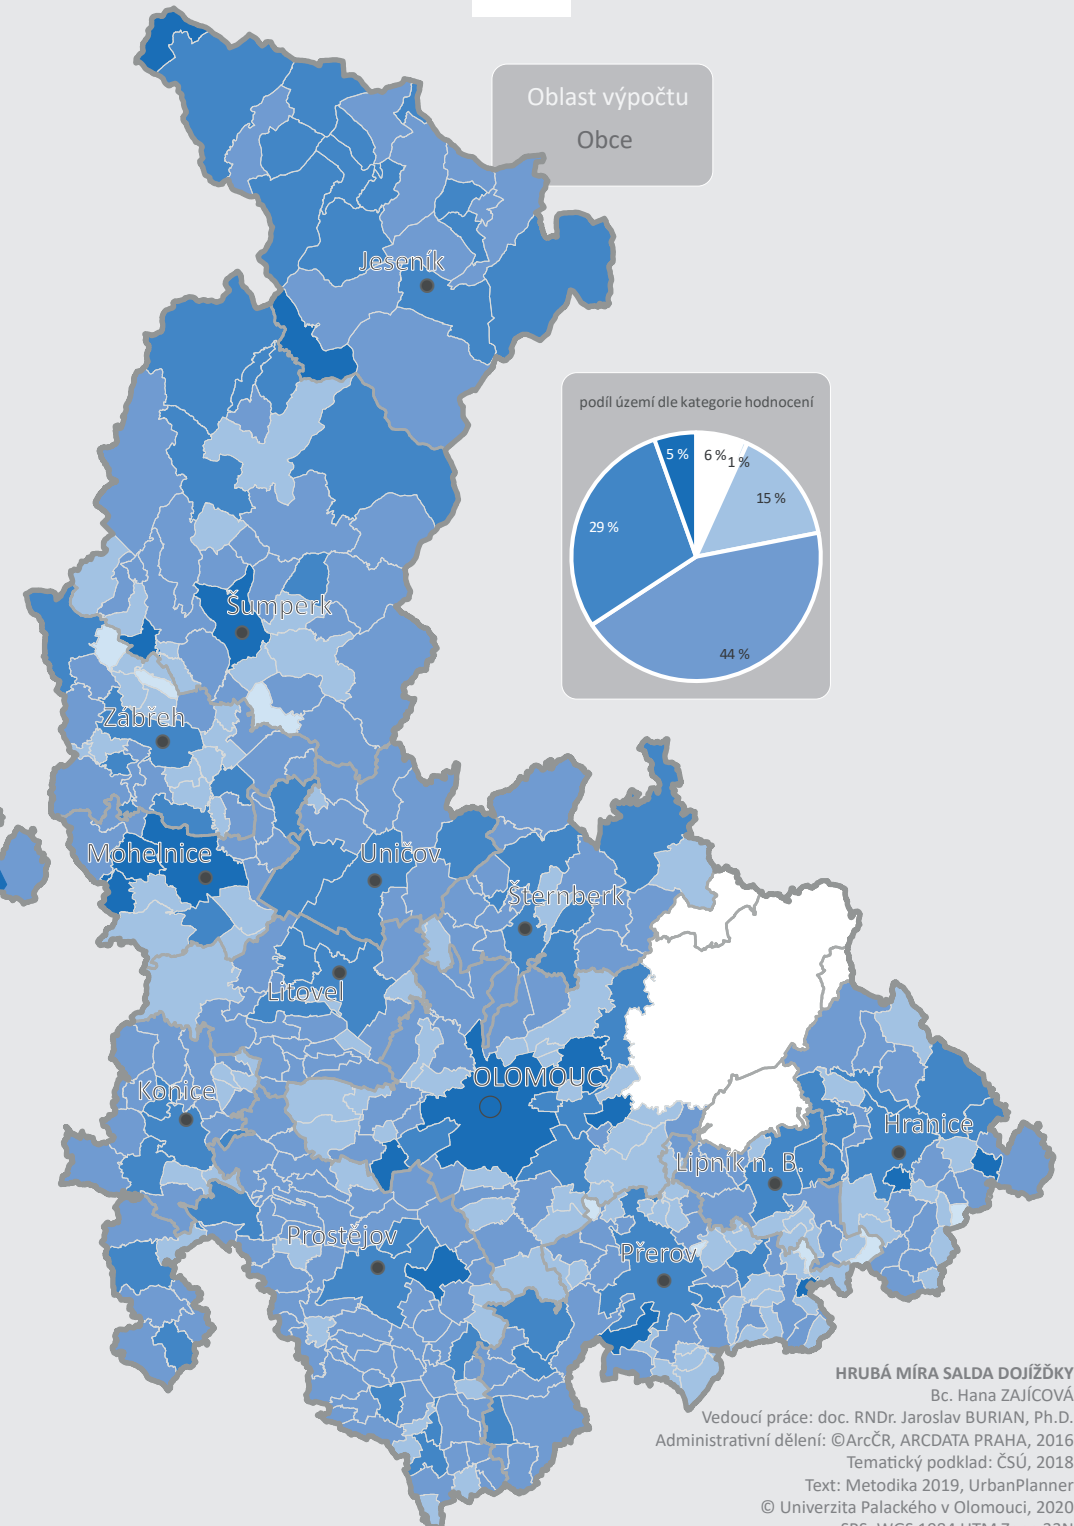 Oblast výpočtu
Obce
Jeseník
podíl území dle kategorie hodnocení
5 %
6 %
1 %
15 %
29 %
44 %
Šumperk
Zábřeh
Mohelnice
Uničov
Šternberk
Litovel
OLOMOUC
Konice
Hranice
Lipník n. B.
Prostějov
Přerov
HRUBÁ MÍRA SALDA DOJÍŽĎKY
Bc. Hana ZAJÍCOVÁ
Vedoucí práce: doc. RNDr. Jaroslav BURIAN, Ph.D.
Administrativní dělení: ©ArcČR, ARCDATA PRAHA, 2016
Tematický podklad: ČSÚ, 2018
Text: Metodika 2019, UrbanPlanner
© Univerzita Palackého v Olomouci, 2020